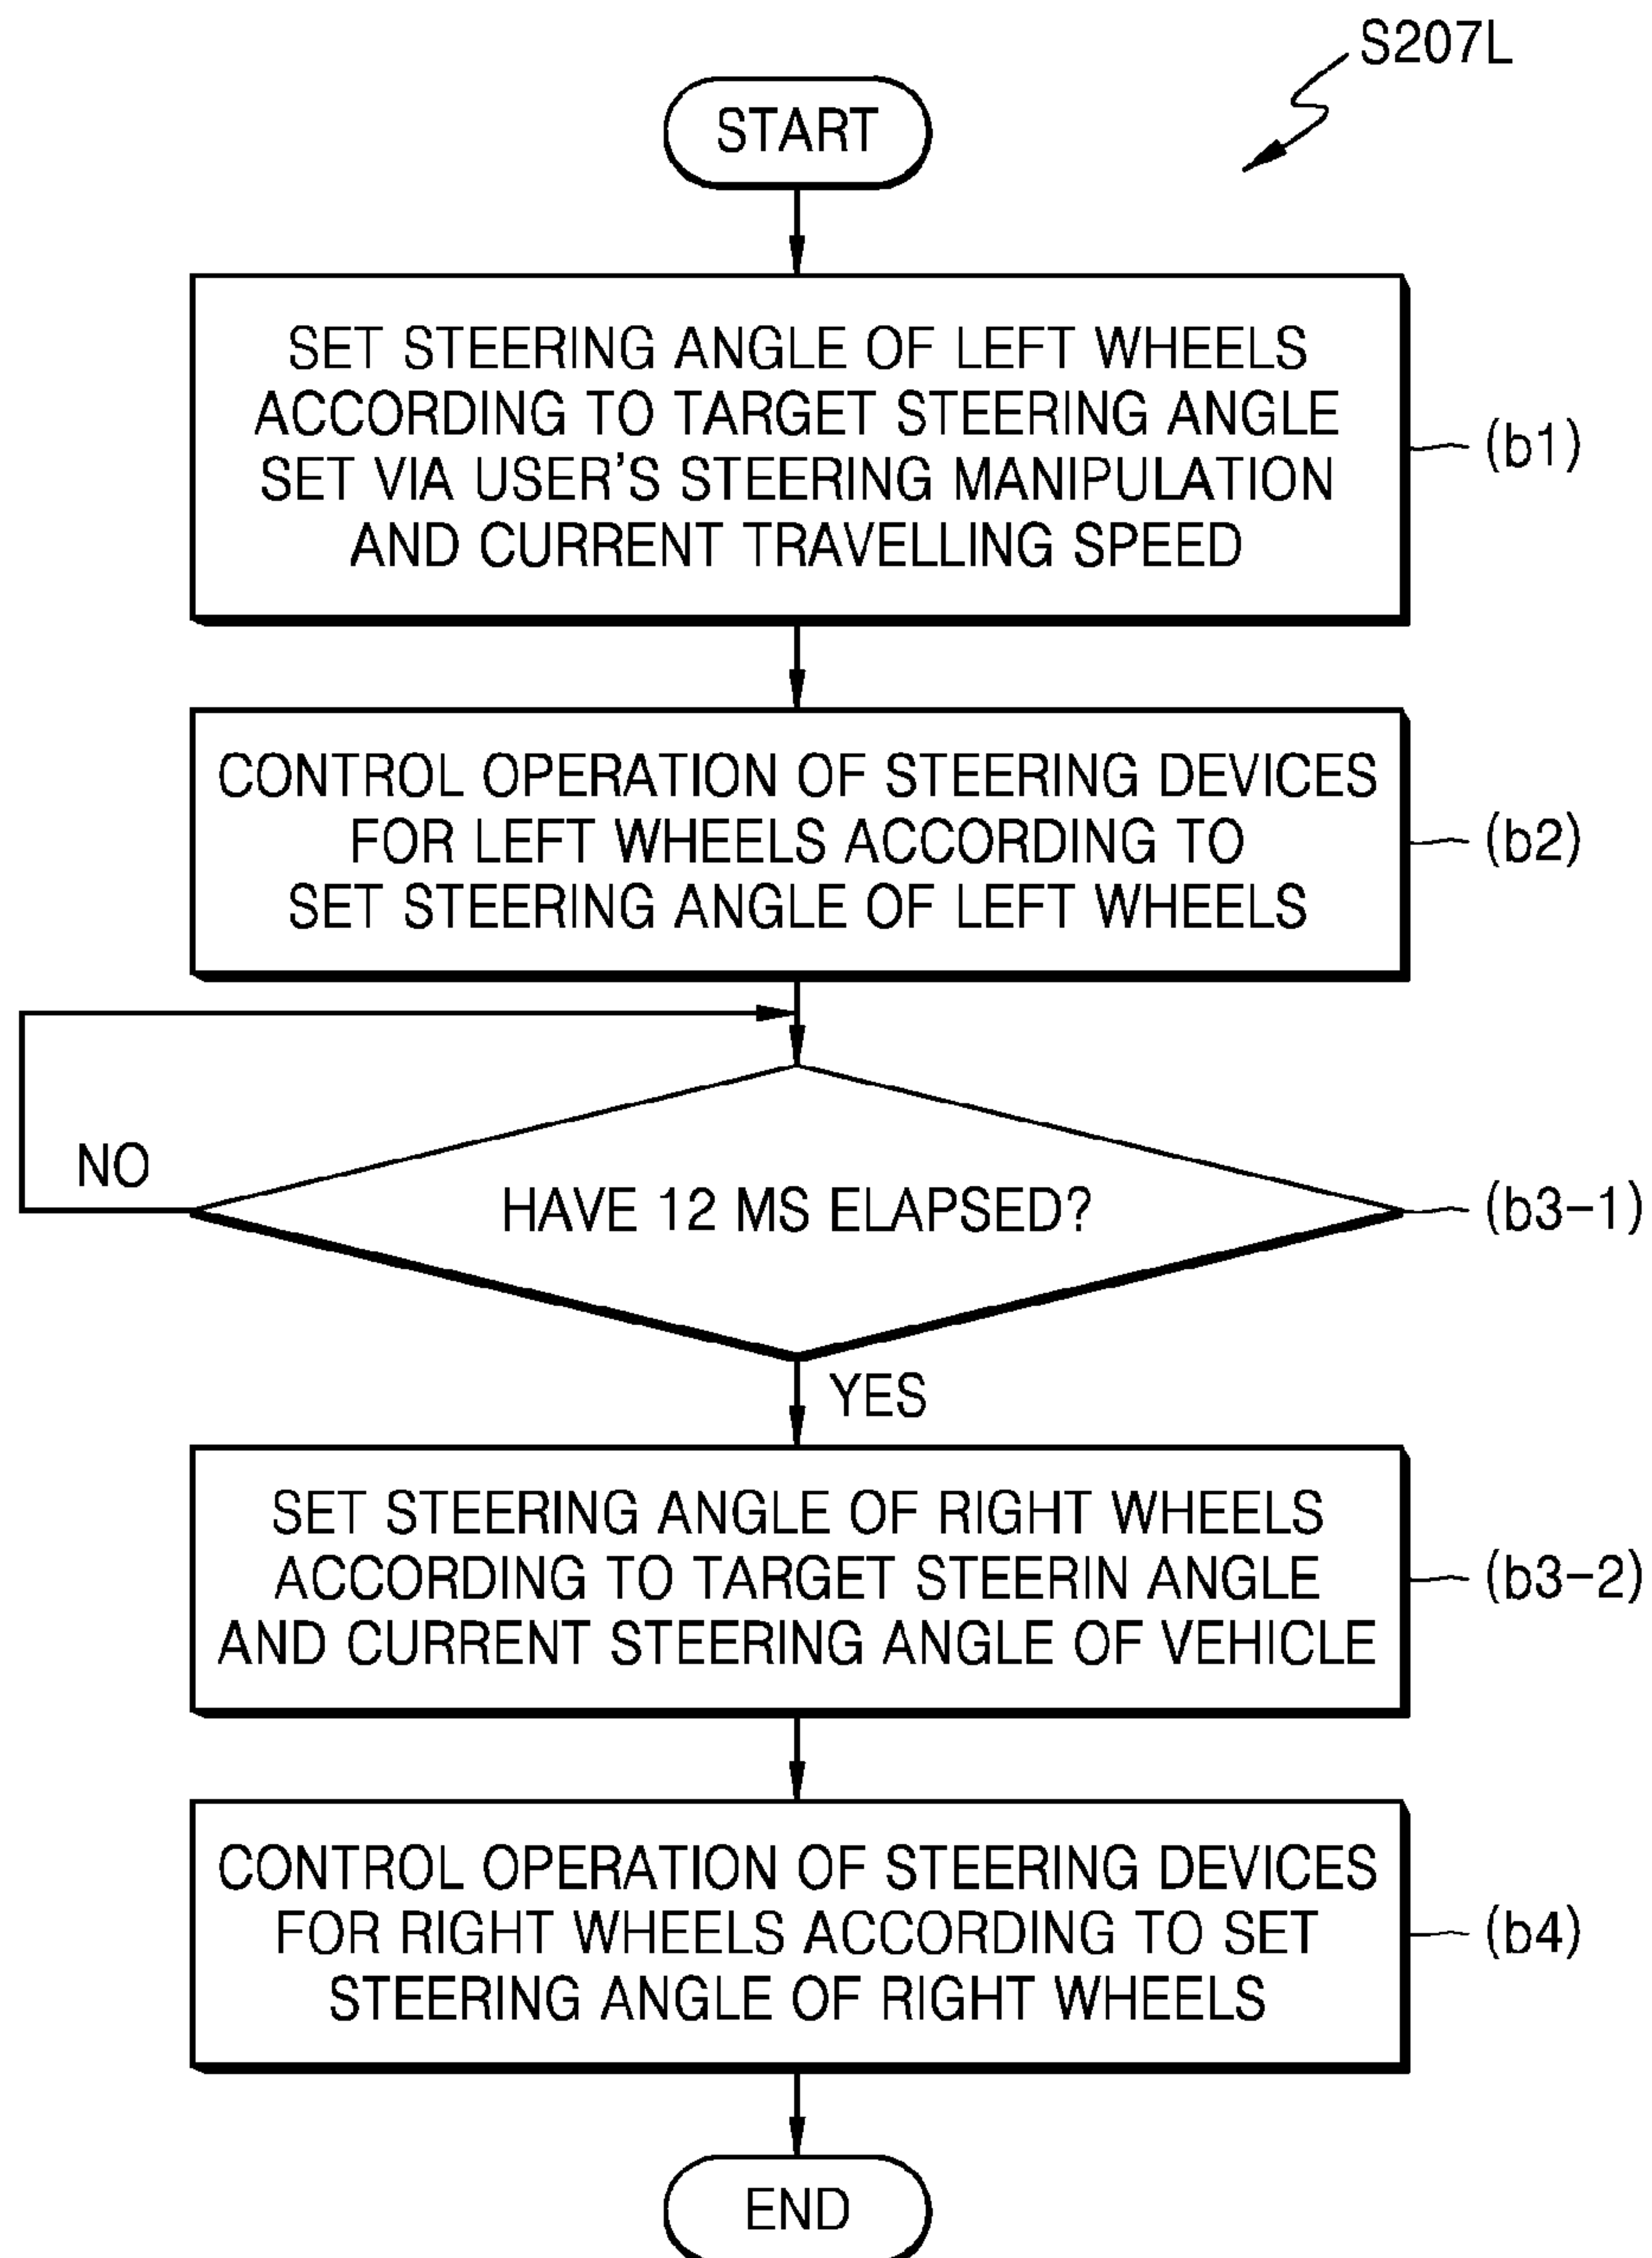 S207L
START
SET STEERING ANGLE OF LEFT WHEELS
ACCORDING TO TARGET STEERING ANGLE
SET VIA USER'S STEERING MANIPULATION
AND CURRENT TRAVELLING SPEED
(b1)
CONTROL OPERATION OF STEERING DEVICES
FOR LEFT WHEELS ACCORDING TO
SET STEERING ANGLE OF LEFT WHEELS
(b2)
NO
HAVE 12 MS ELAPSED?
(b3-1)
YES
SET STEERING ANGLE OF RIGHT WHEELS
ACCORDING TO TARGET STEERIN ANGLE
AND CURRENT STEERING ANGLE OF VEHICLE
(b3-2)
CONTROL OPERATION OF STEERING DEVICES
FOR RIGHT WHEELS ACCORDING TO SET
STEERING ANGLE OF RIGHT WHEELS
(b4)
END